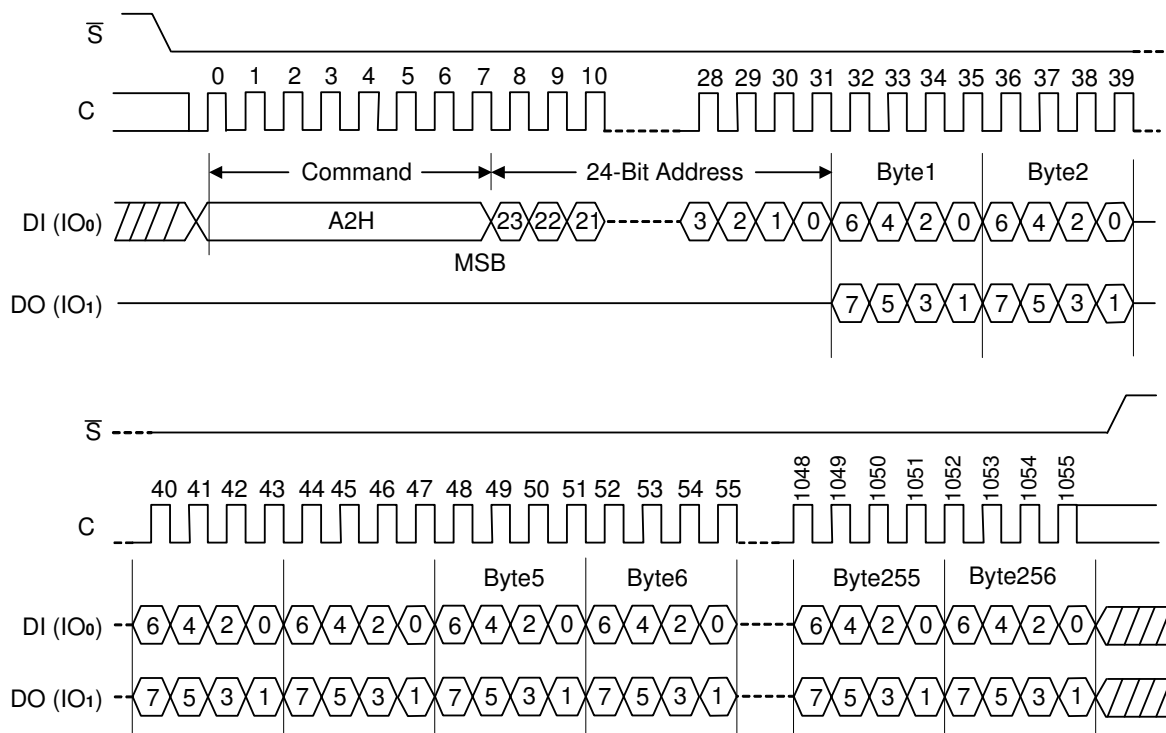 S
0 1 2 3 4 5 6 7 8 9 10 28 29 30 31 32 33 34 35 36 37 38 39
C
Command 24-Bit Address Byte1 Byte2
DI (IO0) A2H 23 22 21 3 2 1 0 6 4 2 0 6 4 2 0
MSB
DO (IO1) 7 5 3 1 7 5 3 1
S
40 41 42 43 44 45 46 47 48 49 50 51 52 53 54 55 1048 1049 1050 1051 1052 1053 1054 1055
C
Byte5 Byte6 Byte255 Byte256
DI (IO0) 6 4 2 0 6 4 2 0 6 4 2 0 6 4 2 0 6 4 2 0 6 4 2 0
DO (IO1) 7 5 3 1 7 5 3 1 7 5 3 1 7 5 3 1 7 5 3 1 7 5 3 1